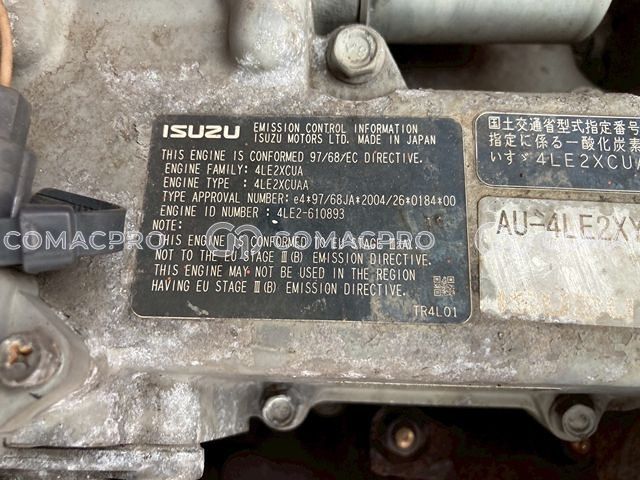 ISUZU EMISSION CONTROL INFORMATION
ISUZU MOTORS LTD. MADE IN JAPAN
THIS ENGINE IS CONFORMED 97/68/EC DIRECTIVE.
ENGINE FAMILY: 4LE2XCUA
ENGINE TYPE : 4LE2XCUAA
TYPE APPROVAL NUMBER: e4*97/68JA*2004/26*0184*00
ENGINE ID NUMBER : 4LE2-610893
NOTE:
THIS ENGINE IS CONFORMED TO EU STAGE Ⅲ(A).
NOT TO THE EU STAGE Ⅲ(B) EMISSION DIRECTIVE.
THIS ENGINE MAY NOT BE USED IN THE REGION
HAVING EU STAGE Ⅲ(B) EMISSION DIRECTIVE.
TR4L01
国土交通省型式指定番号
指定に係る一酸化炭素
いすゞ4LE2XCUA
AU-4LE2XY
COMACPRO
COMACPRO
COMACPRO